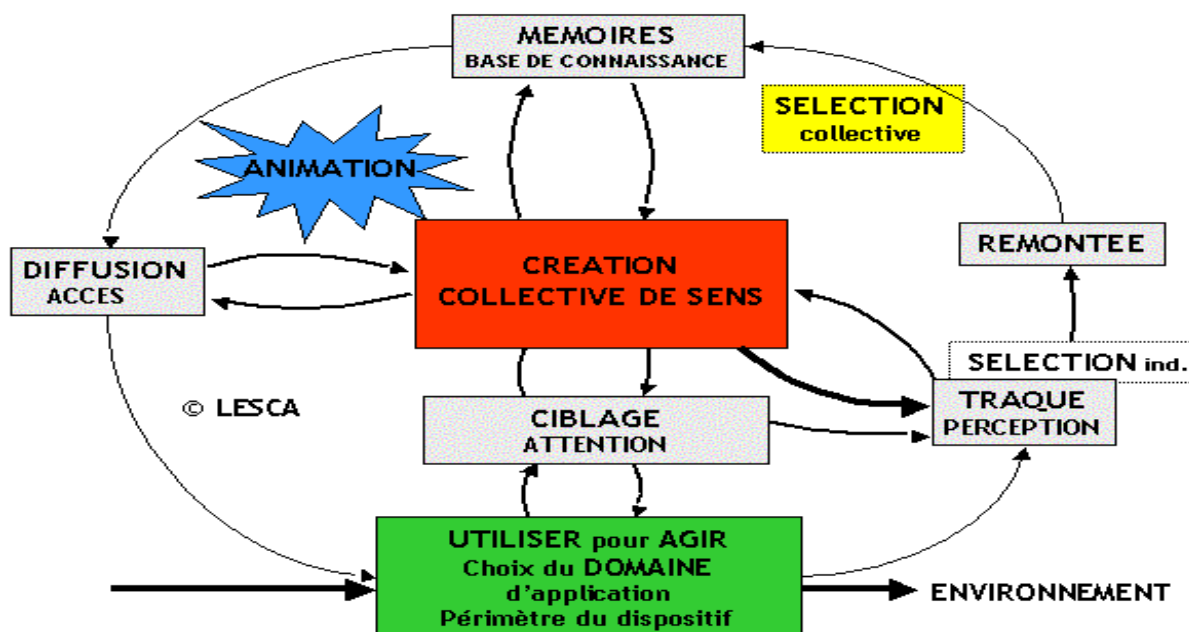 MEMOIRES
BASE DE CONNAISSANCE
SELECTION
collective
ANIMATION
DIFFUSION
ACCES
CREATION
COLLECTIVE DE SENS
REMONTEE
SELECTION ind.
TRAQUE
PERCEPTION
© LESCA
CIBLAGE
ATTENTION
UTILISER pour AGIR
Choix du DOMAINE
d'application
Périmètre du dispositif
ENVIRONNEMENT